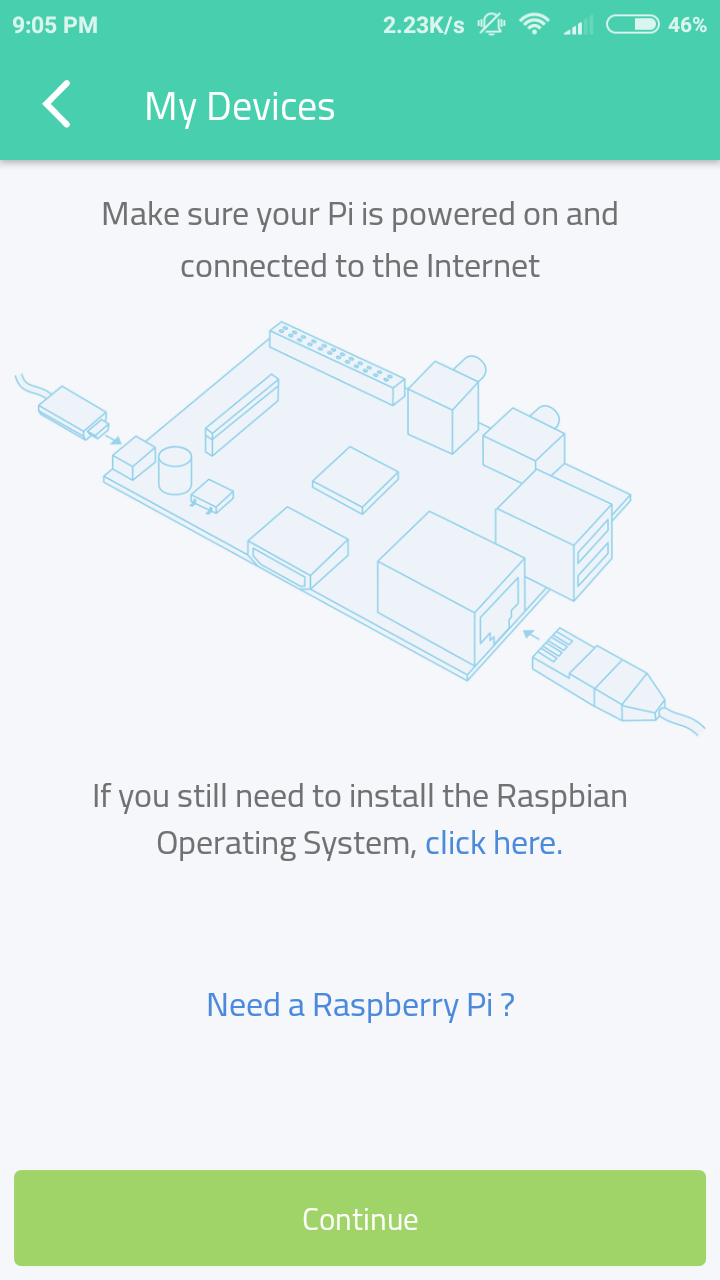 9:05 PM 2.23K/s 46%
My Devices
Make sure your Pi is powered on and
connected to the Internet
If you still need to install the Raspbian
Operating System, click here.
Need a Raspberry Pi ?
Continue